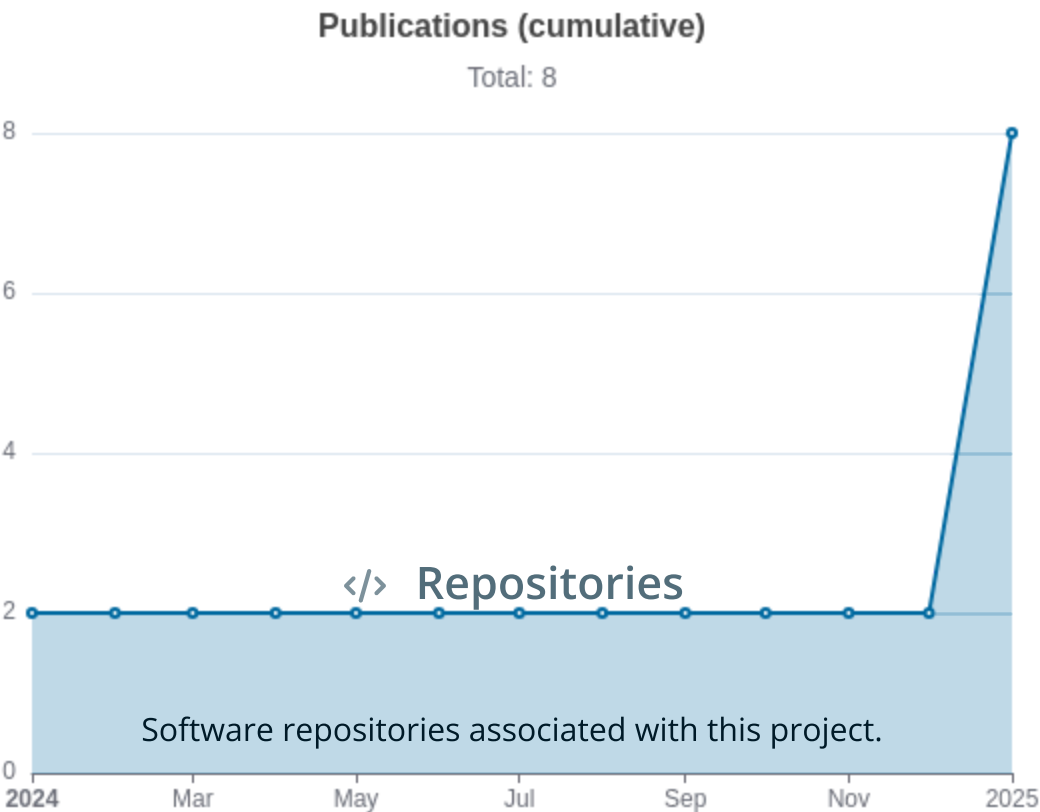 Publications (cumulative)
Total: 8
8
6
4
</> Repositories
2
Software repositories associated with this project.
0
2024 Mar May Jul Sep Nov 2025